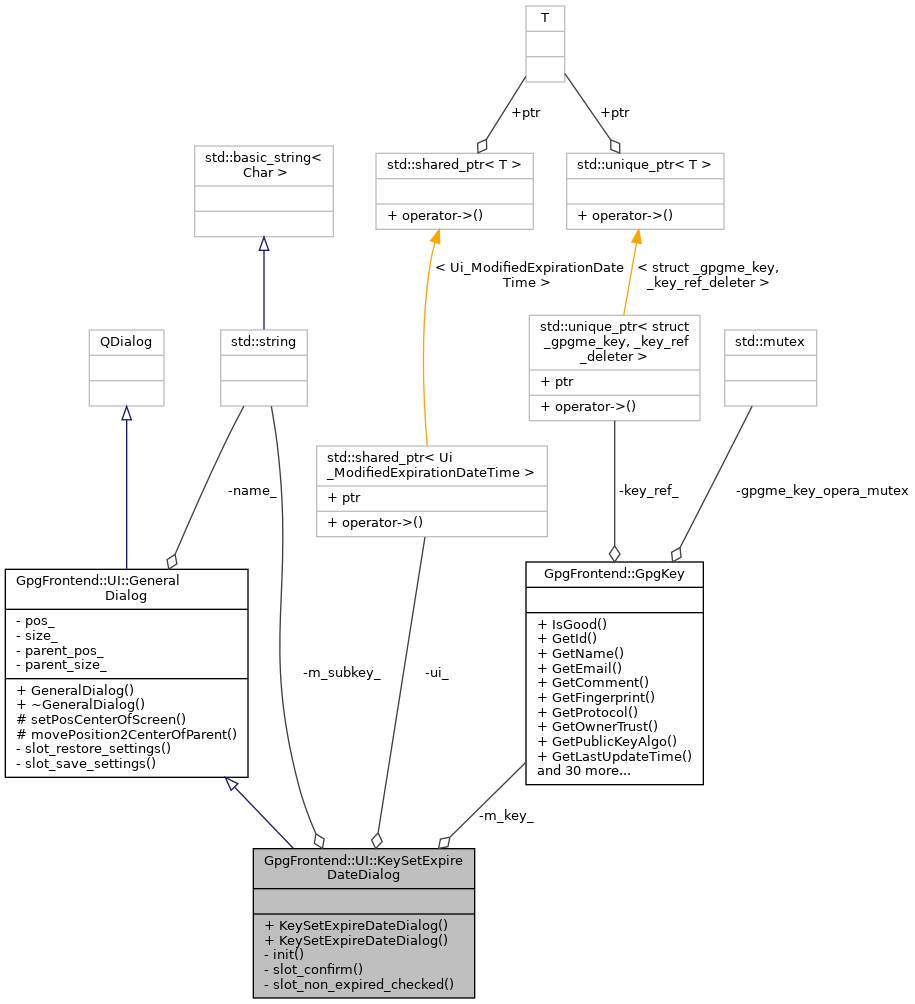 T
+ptr
+ptr
std::basic_string<
Char >
std::shared_ptr< T >
+ operator->()
std::unique_ptr< T >
+ operator->()
< Ui_ModifiedExpirationDate
Time >
< struct _gpgme_key,
_key_ref_deleter >
QDialog
std::string
std::unique_ptr< struct
_gpgme_key, _key_ref
_deleter >
+ ptr
+ operator->()
std::mutex
std::shared_ptr< Ui
_ModifiedExpirationDateTime >
+ ptr
+ operator->()
-name_
-key_ref_
-gpgme_key_opera_mutex
GpgFrontend::UI::General
Dialog
- pos_
- size_
- parent_pos_
- parent_size_
+ GeneralDialog()
+ ~GeneralDialog()
# setPosCenterOfScreen()
# movePosition2CenterOfParent()
- slot_restore_settings()
- slot_save_settings()
GpgFrontend::GpgKey
+ IsGood()
+ GetId()
+ GetName()
+ GetEmail()
+ GetComment()
+ GetFingerprint()
+ GetProtocol()
+ GetOwnerTrust()
+ GetPublicKeyAlgo()
+ GetLastUpdateTime()
and 30 more...
-m_subkey_
-ui_
-m_key_
GpgFrontend::UI::KeySetExpire
DateDialog
+ KeySetExpireDateDialog()
+ KeySetExpireDateDialog()
- init()
- slot_confirm()
- slot_non_expired_checked()